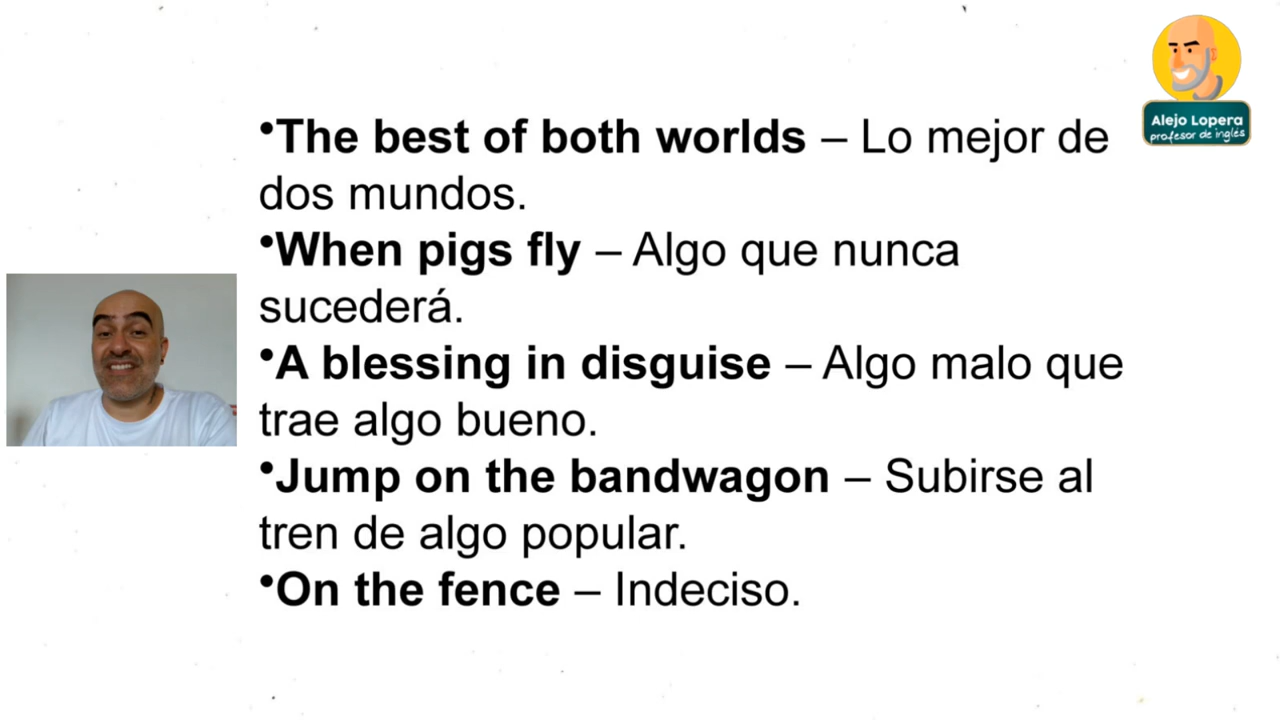 •The best of both worlds – Lo mejor de
dos mundos.
•When pigs fly – Algo que nunca
sucederá.
•A blessing in disguise – Algo malo que
trae algo bueno.
•Jump on the bandwagon – Subirse al
tren de algo popular.
•On the fence – Indeciso.
Alejo Lopera
profesor de inglés